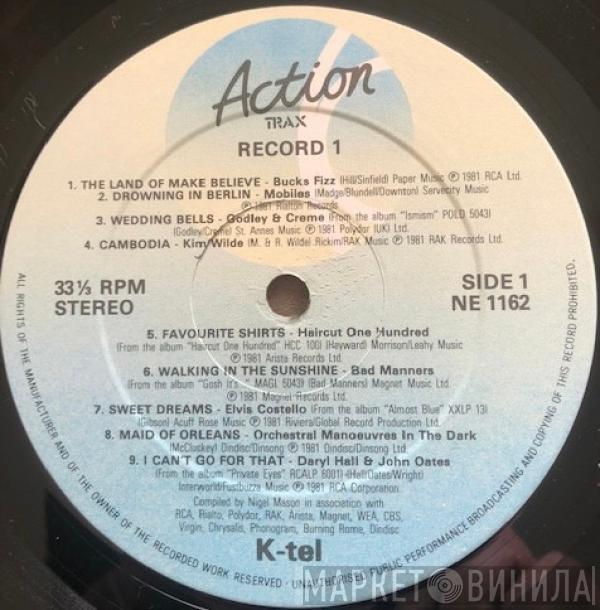 Action
TRAX
RECORD 1
1. THE LAND OF MAKE BELIEVE - Bucks Fizz (Hill/Sinfield) Paper Music ℗ 1981 RCA Ltd.
2. DROWNING IN BERLIN - Mobiles (Madge/Blundell/Downton) Servecity Music
℗ 1981 Rialton Records
3. WEDDING BELLS - Godley & Creme (From the album "Ismism" POLD 5043)
(Godley/Creme) St. Annes Music ℗ 1981 Polydor (UK) Ltd.
4. CAMBODIA - Kim Wilde (M. & R. Wilde) Rickim/RAK Music ℗ 1981 RAK Records Ltd.
33⅓ RPM
STEREO
SIDE 1
NE 1162
5. FAVOURITE SHIRTS - Haircut One Hundred
(From the album "Haircut One Hundred" HCC 100) (Hayward) Morrison/Leahy Music
℗ 1981 Arista Records Ltd.
6. WALKING IN THE SUNSHINE - Bad Manners
(From the album "Gosh It's - MAGL 5043) (Bad Manners) Magnet Music Ltd.
℗ 1981 Magnet Records Ltd.
7. SWEET DREAMS - Elvis Costello (From the album "Almost Blue" XXLP 13)
(Gibson) Acuff Rose Music ℗ 1981 Riviera/Global Record Production Ltd.
8. MAID OF ORLEANS - Orchestral Manoeuvres In The Dark
(McCluskey) Dindisc/Dinsong ℗ 1981 Dindisc/Dinsong Ltd.
9. I CAN'T GO FOR THAT - Daryl Hall & John Oates
(From the album "Private Eyes" RCALP 6001) (Hall/Oates/Wright)
Interworld/Fustbuzza Music ℗ 1981 RCA Corporation.
Compiled by Nigel Mason in association with
RCA, Rialto, Polydor, RAK, Arista, Magnet, WEA, CBS,
Virgin, Chrysalis, Phonogram, Burning Rome, Dindisc
K-tel
ALL RIGHTS OF THE MANUFACTURER AND OF THE OWNER OF THE RECORDED WORK RESERVED - UNAUTHORISED PUBLIC PERFORMANCE BROADCASTING AND COPYING OF THIS RECORD PROHIBITED.
МАРКЕТ ВИНИЛА